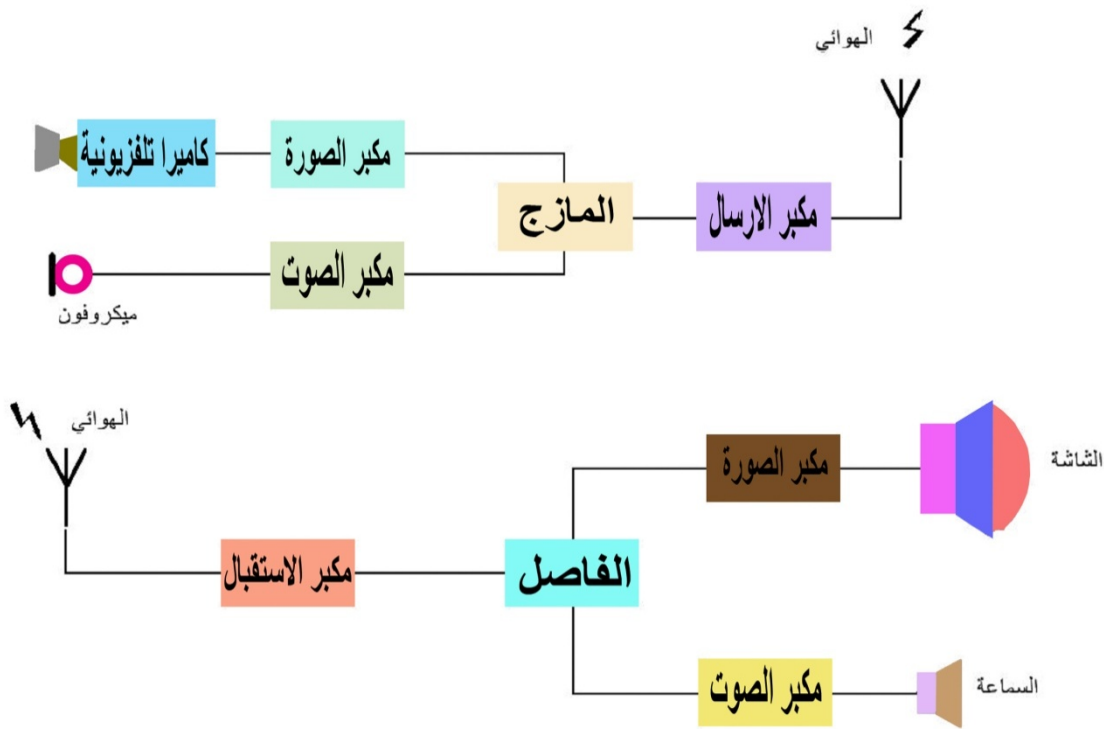 الهوائي
كاميرا تلفزيونية
مكبر الصورة
المازج
مكبر الارسال
مكبر الصوت
ميكروفون
الهوائي
مكبر الصورة
الشاشة
مكبر الاستقبال
الفاصل
مكبر الصوت
السماعة